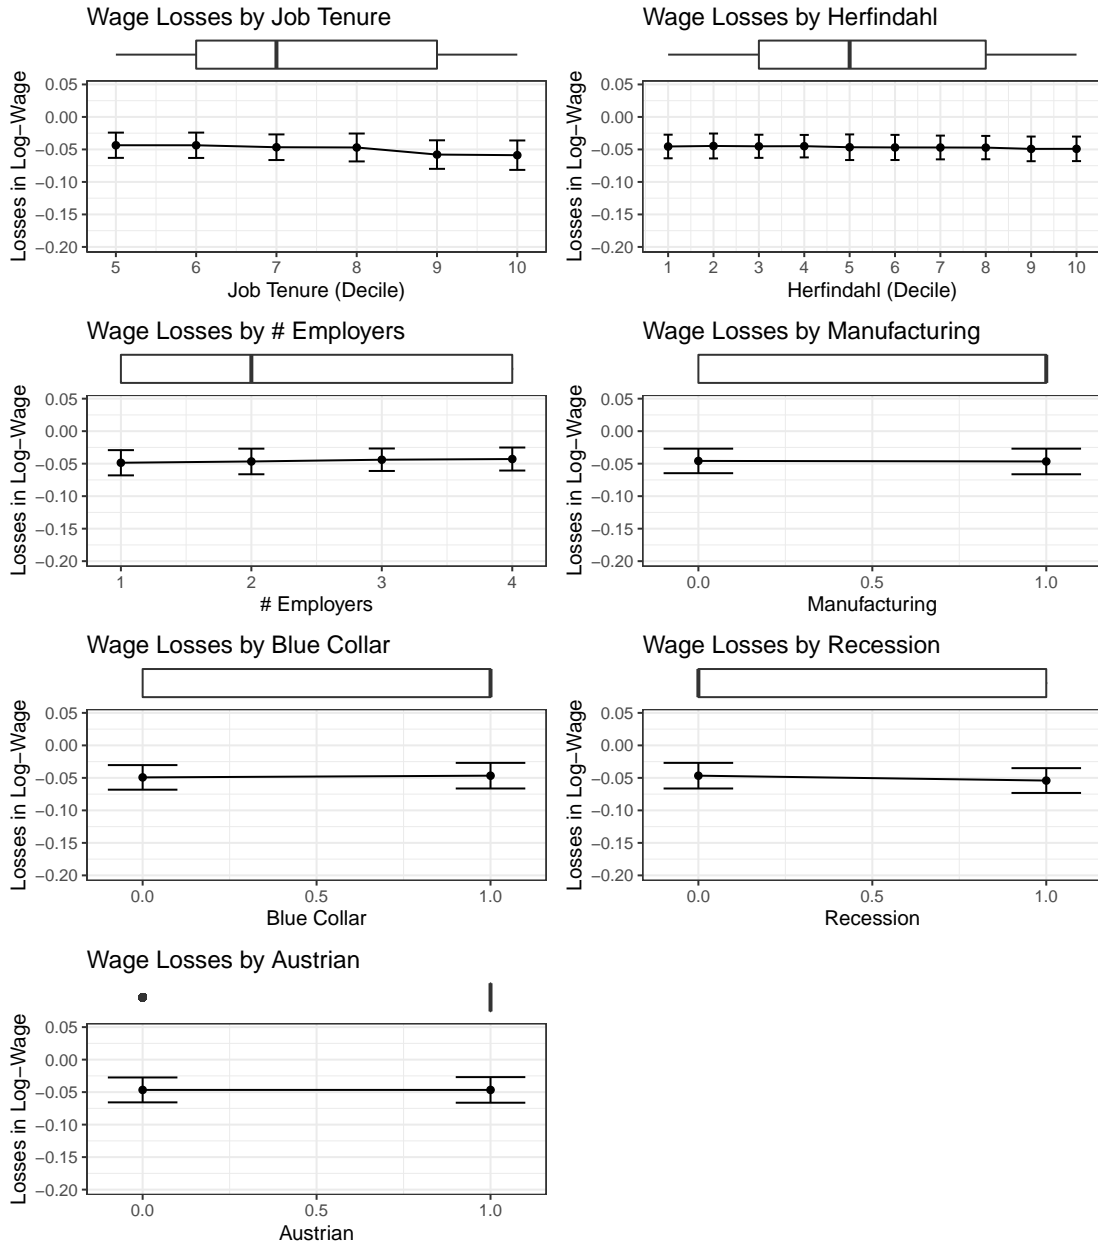 Wage Losses by Job Tenure
Losses in Log−Wage
0.05
0.00
−0.05
−0.10
−0.15
−0.20
5 6 7 8 9 10
Job Tenure (Decile)
Wage Losses by Herfindahl
Losses in Log−Wage
0.05
0.00
−0.05
−0.10
−0.15
−0.20
1 2 3 4 5 6 7 8 9 10
Herfindahl (Decile)
Wage Losses by # Employers
Losses in Log−Wage
0.05
0.00
−0.05
−0.10
−0.15
−0.20
1 2 3 4
# Employers
Wage Losses by Manufacturing
Losses in Log−Wage
0.05
0.00
−0.05
−0.10
−0.15
−0.20
0.0 0.5 1.0
Manufacturing
Wage Losses by Blue Collar
Losses in Log−Wage
0.05
0.00
−0.05
−0.10
−0.15
−0.20
0.0 0.5 1.0
Blue Collar
Wage Losses by Recession
Losses in Log−Wage
0.05
0.00
−0.05
−0.10
−0.15
−0.20
0.0 0.5 1.0
Recession
Wage Losses by Austrian
Losses in Log−Wage
0.05
0.00
−0.05
−0.10
−0.15
−0.20
0.0 0.5 1.0
Austrian